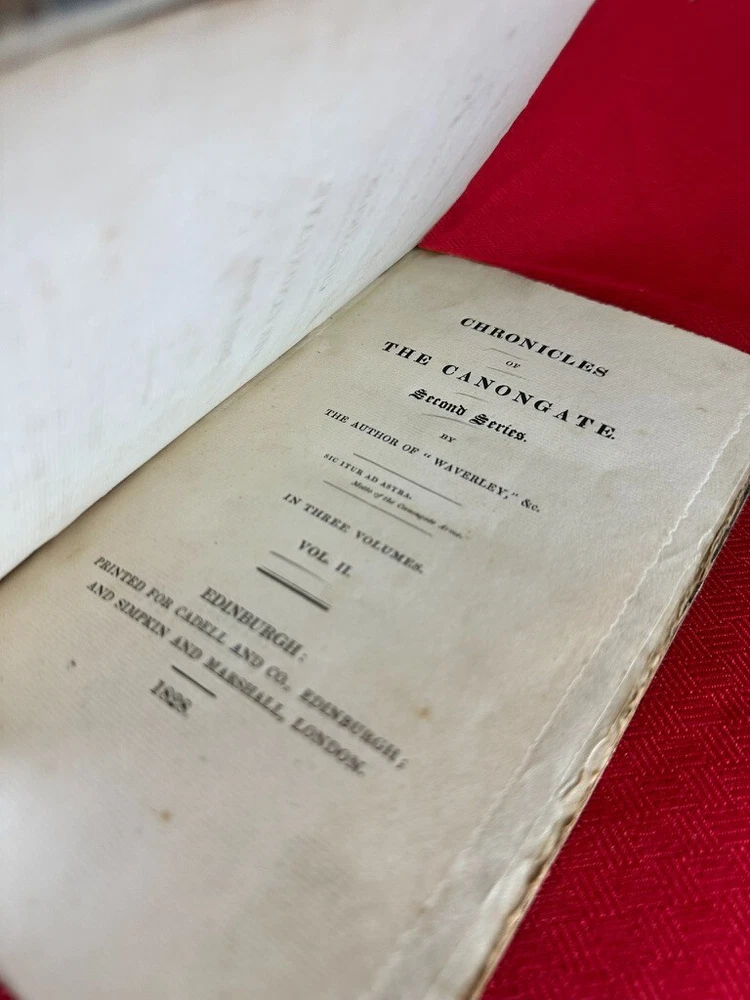 CHRONICLES
OF
THE CANONGATE.
Second Series.
BY
THE AUTHOR OF "WAVERLEY," &c.
SIC ITUR AD ASTRA.
Motto of the Canongate Arms.
IN THREE VOLUMES.
VOL. II.
EDINBURGH:
PRINTED FOR CADELL AND CO., EDINBURGH;
AND SIMPKIN AND MARSHALL, LONDON.
1828.